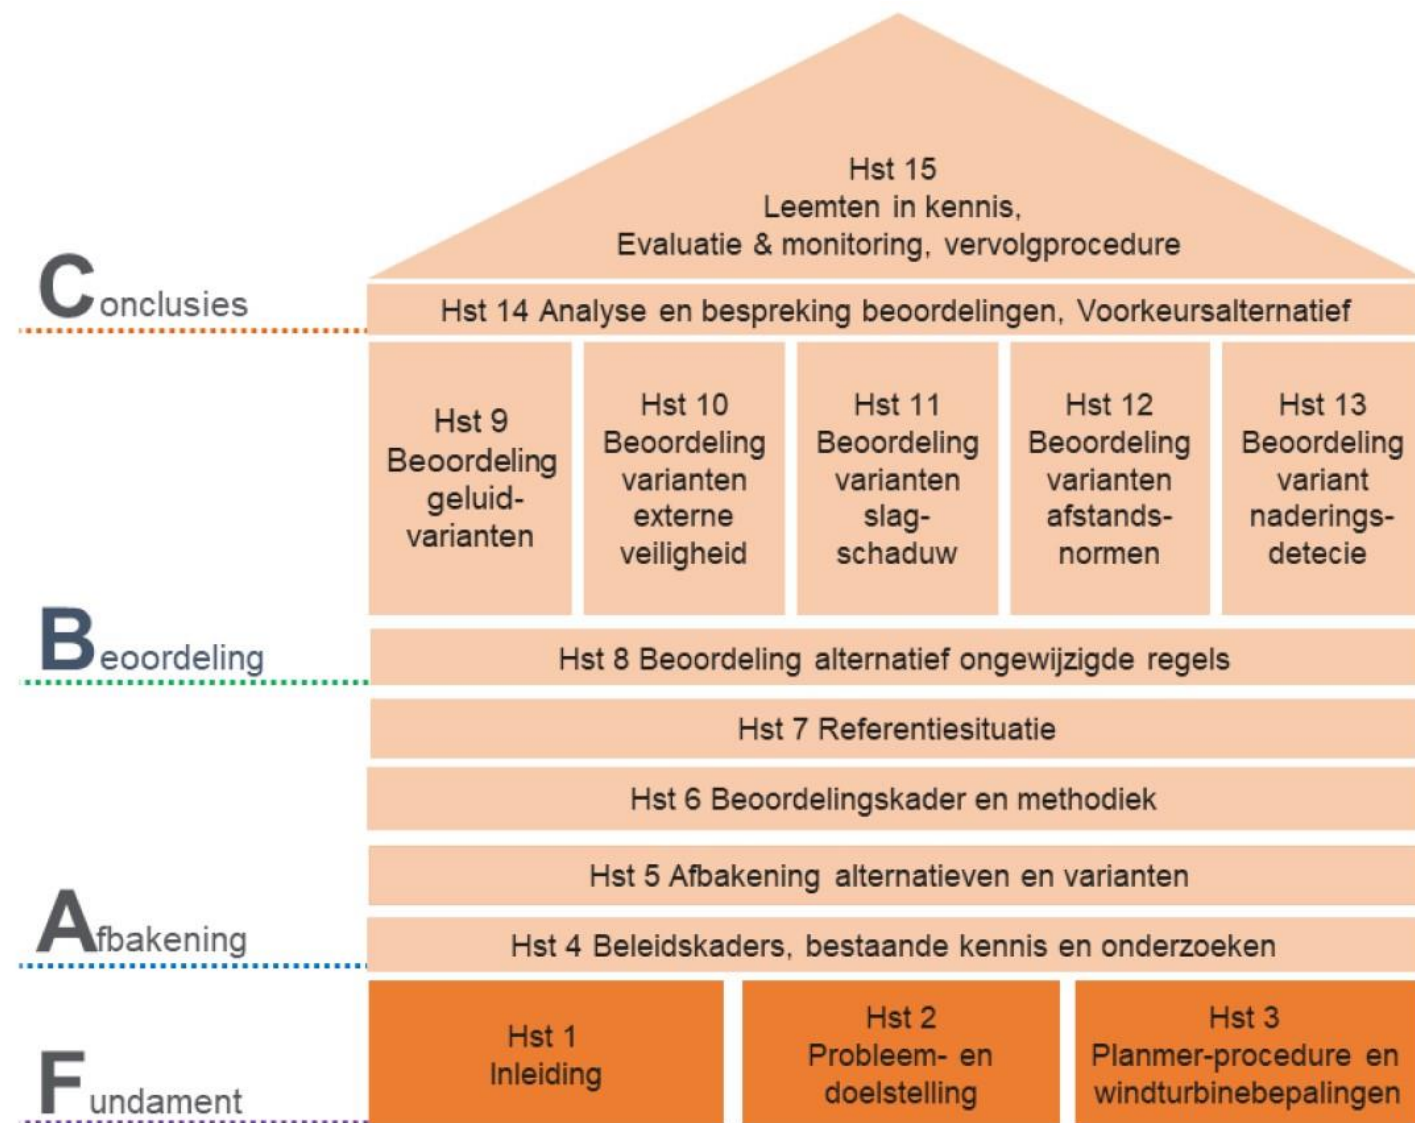 Hst 15
Leemten in kennis,
Evaluatie & monitoring, vervolgprocedure
Conclusies
Hst 14 Analyse en bespreking beoordelingen, Voorkeursalternatief
Hst 9
Beoordeling
geluid-
varianten
Hst 10
Beoordeling
varianten
externe
veiligheid
Hst 11
Beoordeling
varianten
slag-
schaduw
Hst 12
Beoordeling
varianten
afstands-
normen
Hst 13
Beoordeling
variant
naderings-
detecie
Beoordeling
Hst 8 Beoordeling alternatief ongewijzigde regels
Hst 7 Referentiesituatie
Hst 6 Beoordelingskader en methodiek
Hst 5 Afbakening alternatieven en varianten
Afbakening
Hst 4 Beleidskaders, bestaande kennis en onderzoeken
Hst 1
Inleiding
Hst 2
Probleem- en
doelstelling
Hst 3
Planmer-procedure en
windturbinebepalingen
Fundament